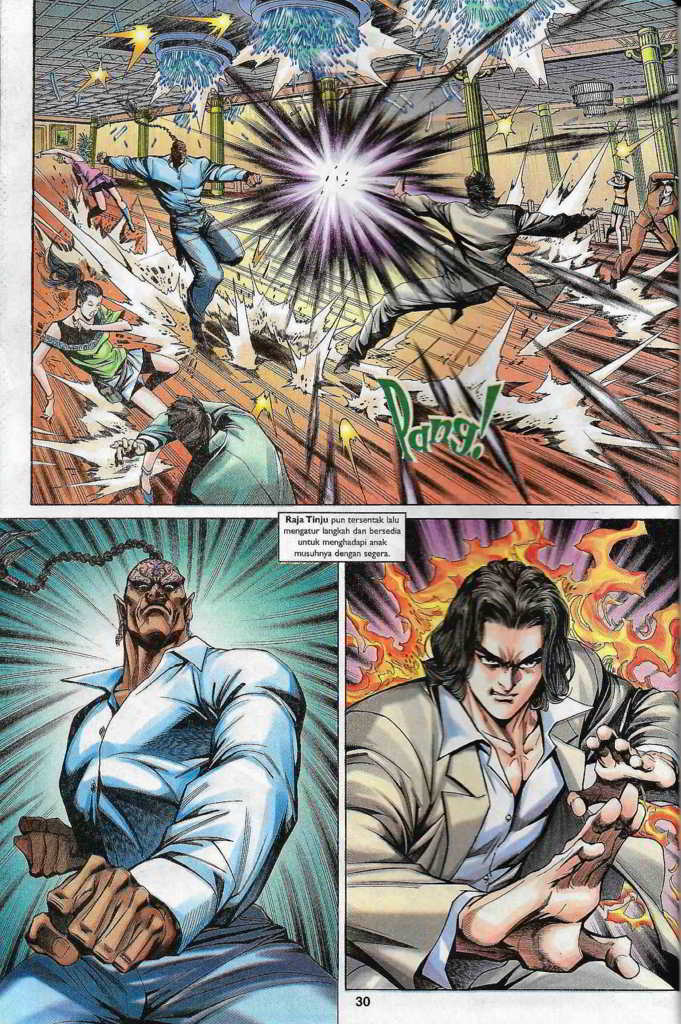 Pang!
Raja Tinju pun tersentak lalu
mengatur langkah dan bersedia
untuk menghadapi anak
musuhnya dengan segera.
30